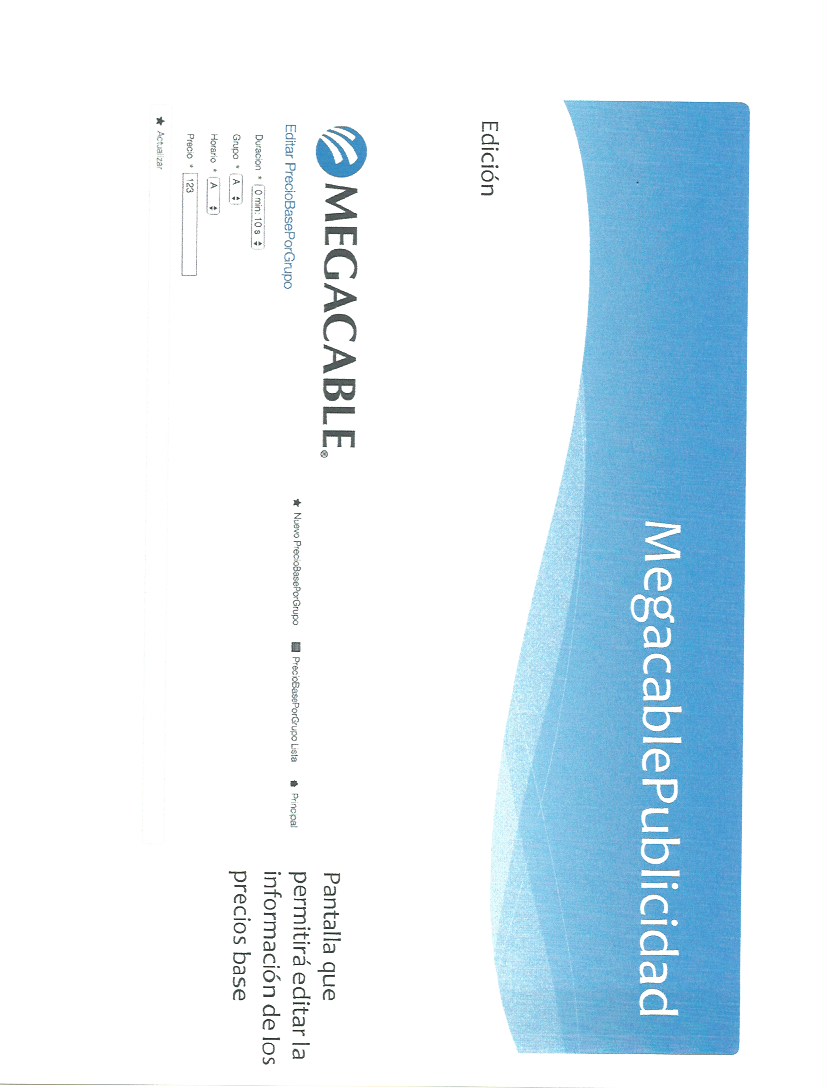 MegacablePublicidad
Edición
MEGACABLE®
Nuevo PrecioBasePorGrupo PrecioBasePorGrupo Lista Principal
Editar PrecioBasePorGrupo
Duracion * 0 min. 10 s
Grupo * A
Horario * A
Precio * 123
Actualizar
Pantalla que
permitirá editar la
información de los
precios base